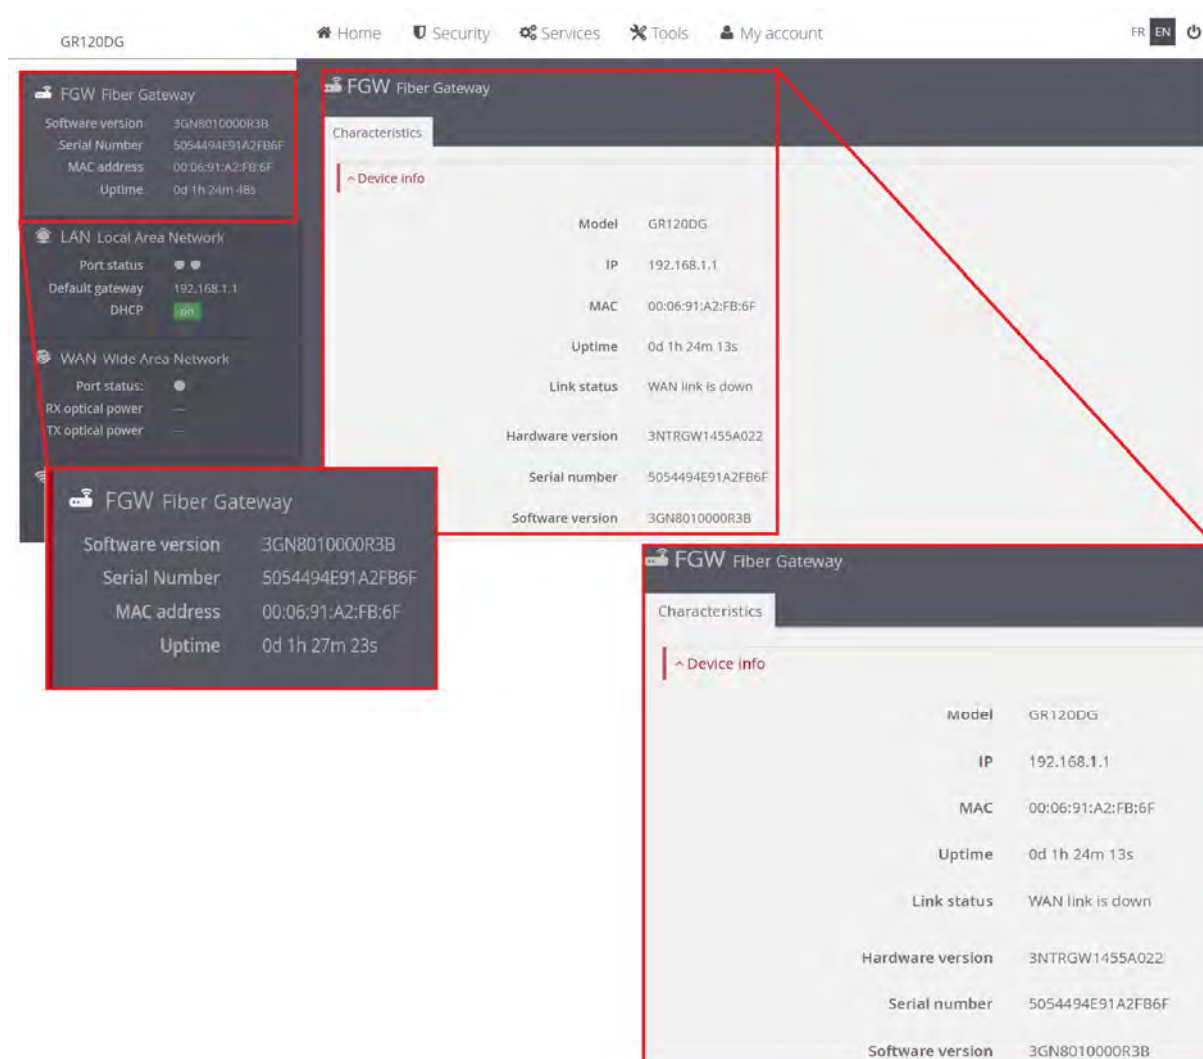 GR120DG
Home Security Services Tools My account FR EN
FGW Fiber Gateway
Software version 3GN8010000R3B
Serial Number 5054494E91A2FB6F
MAC address 00:06:91:A2:FB:6F
Uptime 0d 1h 24m 48s
LAN Local Area Network
Port status
Default gateway 192.168.1.1
DHCP on
WAN Wide Area Network
Port status:
RX optical power ---
TX optical power ---
FGW Fiber Gateway
Characteristics
Device info
Model GR120DG
IP 192.168.1.1
MAC 00:06:91:A2:FB:6F
Uptime 0d 1h 24m 13s
Link status WAN link is down
Hardware version 3NTRGW1455A022
Serial number 5054494E91A2FB6F
Software version 3GN8010000R3B
FGW Fiber Gateway
Software version 3GN8010000R3B
Serial Number 5054494E91A2FB6F
MAC address 00:06:91:A2:FB:6F
Uptime 0d 1h 27m 23s
FGW Fiber Gateway
Characteristics
Device info
Model GR120DG
IP 192.168.1.1
MAC 00:06:91:A2:FB:6F
Uptime 0d 1h 24m 13s
Link status WAN link is down
Hardware version 3NTRGW1455A022
Serial number 5054494E91A2FB6F
Software version 3GN8010000R3B